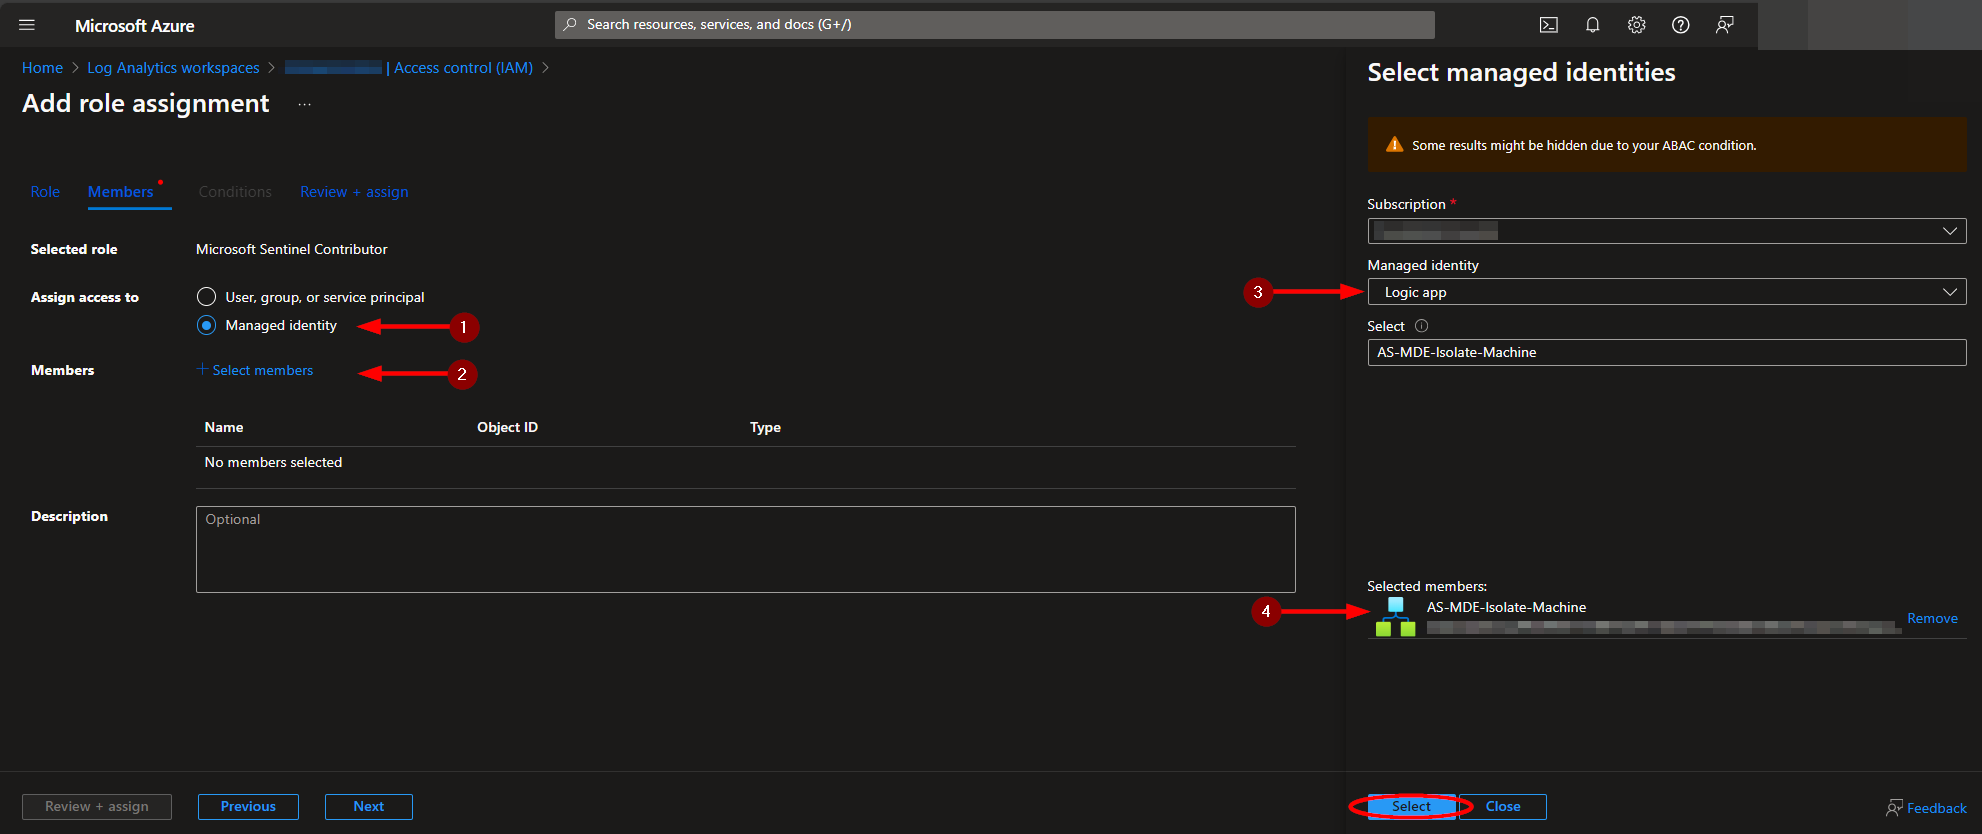 Microsoft Azure
Search resources, services, and docs (G+/)
Home > Log Analytics workspaces > | Access control (IAM) >
Add role assignment ...
Role Members Conditions Review + assign
Selected role Microsoft Sentinel Contributor
Assign access to User, group, or service principal
Managed identity 1
Members + Select members 2
Name Object ID Type
No members selected
Description Optional
Review + assign Previous Next
Select managed identities
Some results might be hidden due to your ABAC condition.
Subscription *
Managed identity
3 Logic app
Select
AS-MDE-Isolate-Machine
Selected members:
4 AS-MDE-Isolate-Machine
Remove
Select Close Feedback